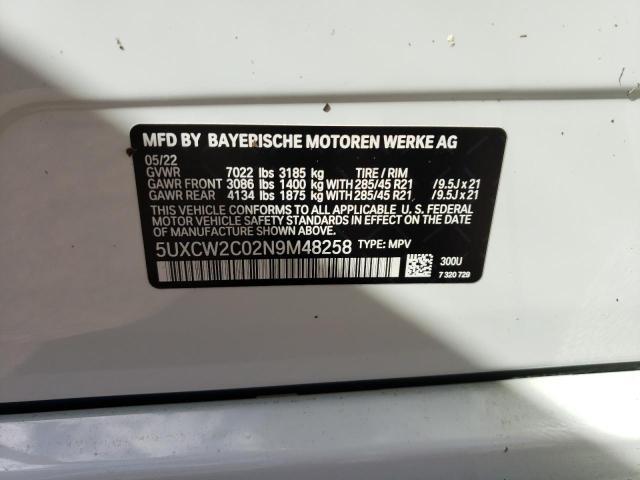 MFD BY BAYERISCHE MOTOREN WERKE AG
05/22
GVWR 7022 lbs 3185 kg TIRE / RIM
GAWR FRONT 3086 lbs 1400 kg WITH 285/45 R21 /9.5J x 21
GAWR REAR 4134 lbs 1875 kg WITH 285/45 R21 /9.5J x 21
THIS VEHICLE CONFORMS TO ALL APPLICABLE U. S. FEDERAL
MOTOR VEHICLE SAFETY STANDARDS IN EFFECT ON THE
DATE OF MANUFACTURE SHOWN ABOVE.
5UXCW2C02N9M48258 TYPE: MPV
300U
7 320 729